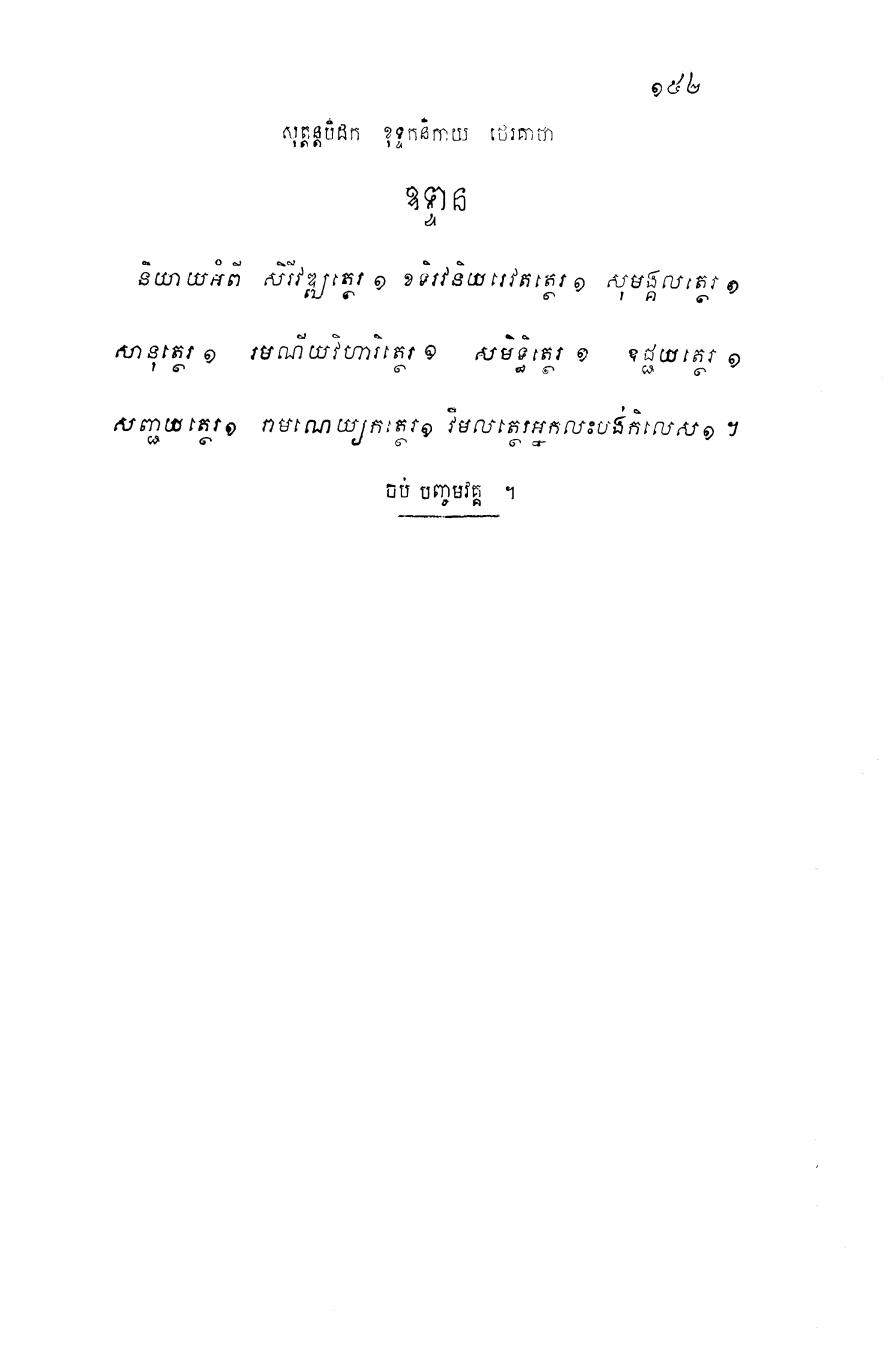 ១៥២
សុត្តន្តបិដក ខុទ្ទកនិកាយ ថេរគាថា
ឧទ្ទាន
និយាយអំពី សិរីវឌ្ឍត្ថេរ ១ ខទិរវនិយរេវតត្ថេរ ១ សុមង្គលត្ថេរ ១
សានុត្ថេរ ១ រមណីយវិហារិត្ថេរ ១ សមិទ្ធិត្ថេរ ១ ឧជ្ជយត្ថេរ ១
សញ្ជយត្ថេរ ១ រាមណេយ្យកត្ថេរ ១ វិមលត្ថេរអ្នកលះបង់កិលេស ១ ។
ចប់ បញ្ចមវគ្គ ។